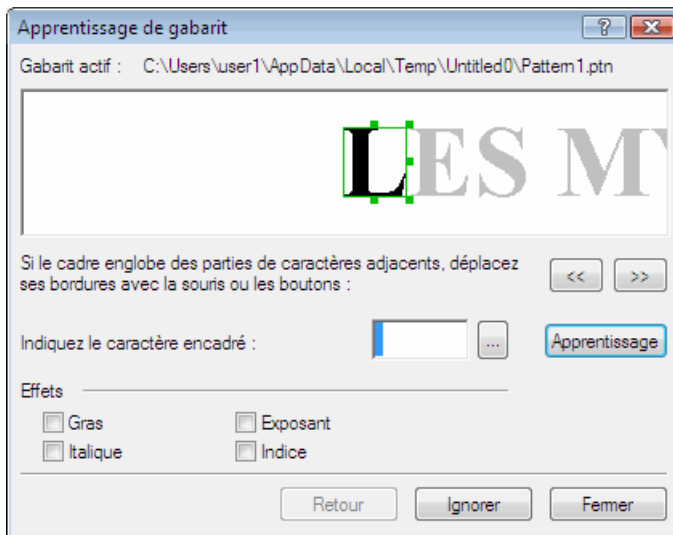 Apprentissage de gabarit
Gabarit actif : C:\Users\user1\AppData\Local\Temp\Untitled0\Pattern1.ptn
LES M
Si le cadre englobe des parties de caractères adjacents, déplacez
ses bordures avec la souris ou les boutons :
<< >>
Indiquez le caractère encadré : ... Apprentissage
Effets
Gras Exposant
Italique Indice
Retour Ignorer Fermer